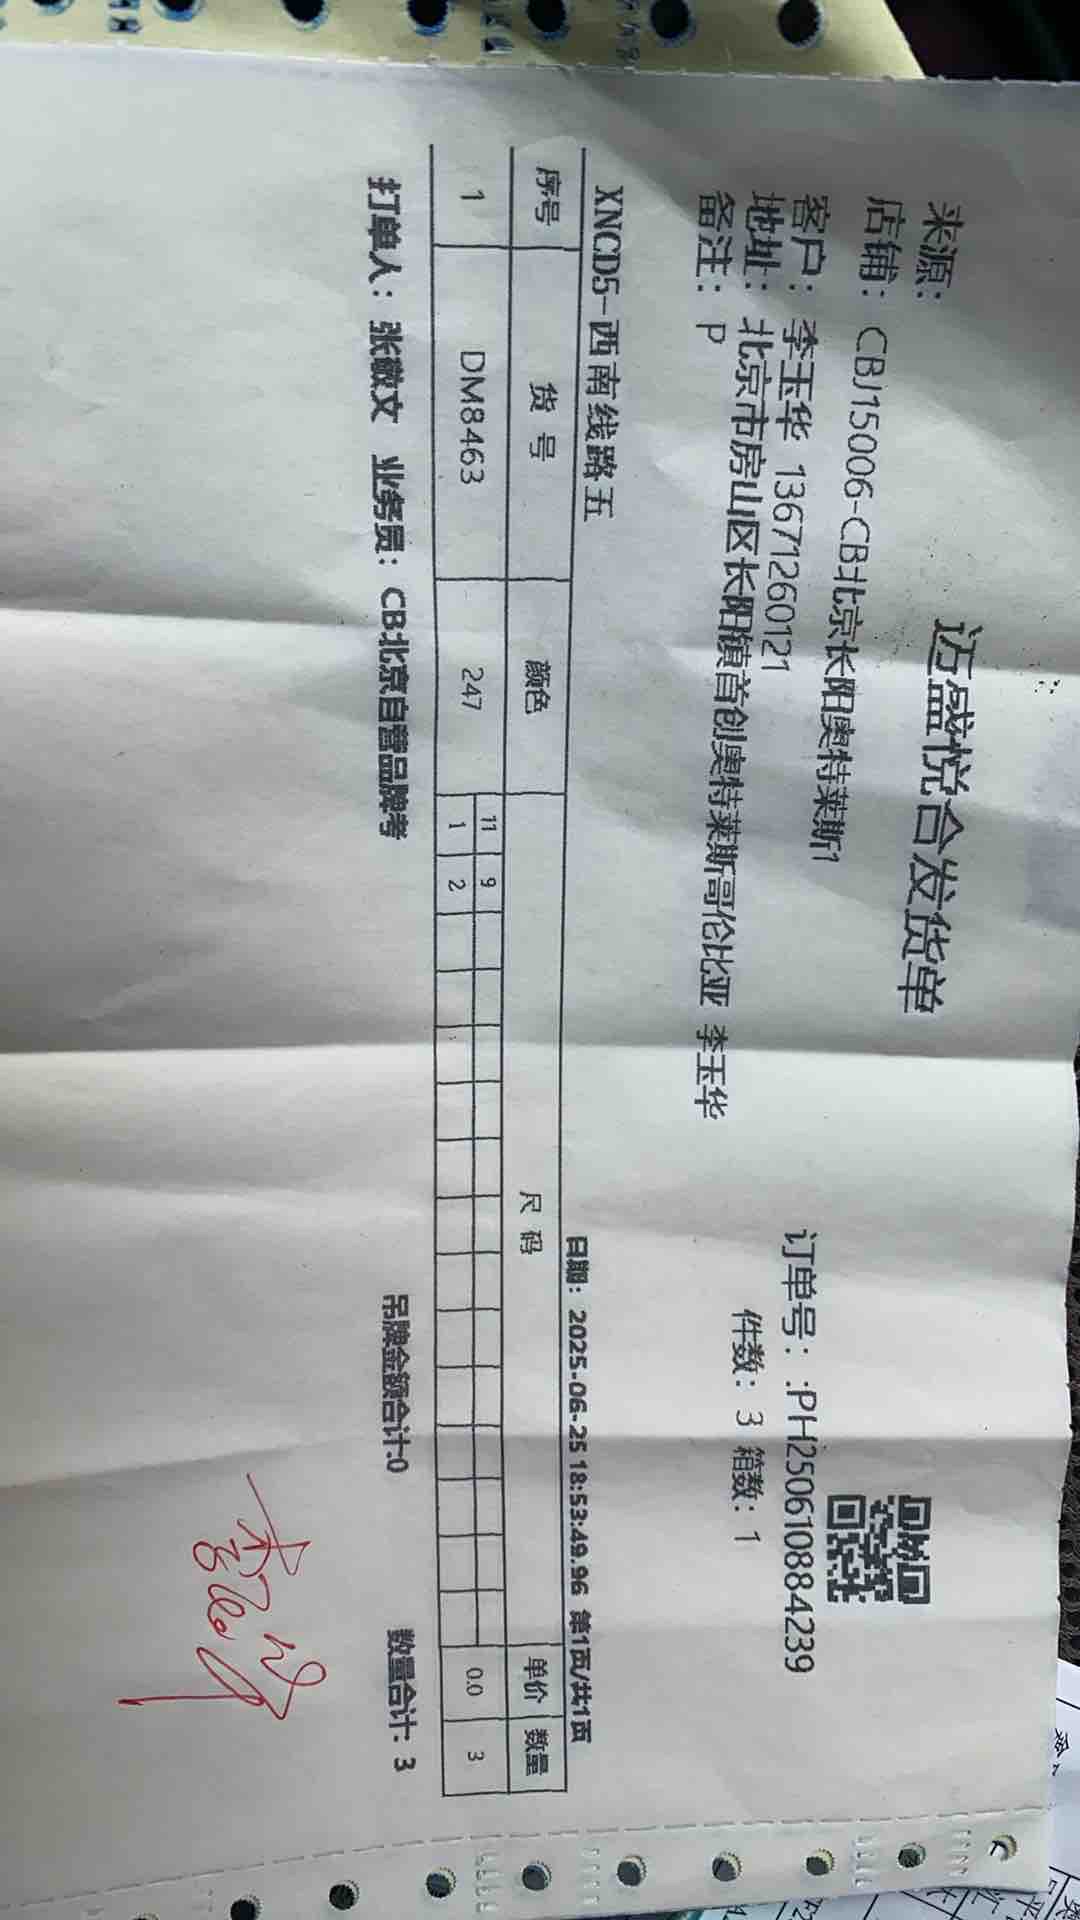 迈盛悦合发货单
来源：
店铺： CBJ15006-CB北京长阳奥特莱斯1
客户： 李玉华 13671260121
订单号：:PH250610884239
地址： 北京市房山区长阳镇首创奥特莱斯哥伦比亚 李玉华
件数：3 箱数：1
备注： P
XNCD5-西南线路五
日期：2025-06-25 18:53:49.96 第1页/共1页
序号 货号 颜色 尺码 单价 数量
11 9
1 DM8463 247 1 2 0.0 3
打单人：张敬文 业务员：CB北京自营品牌考 吊牌金额合计:0 数量合计：3
李玉华